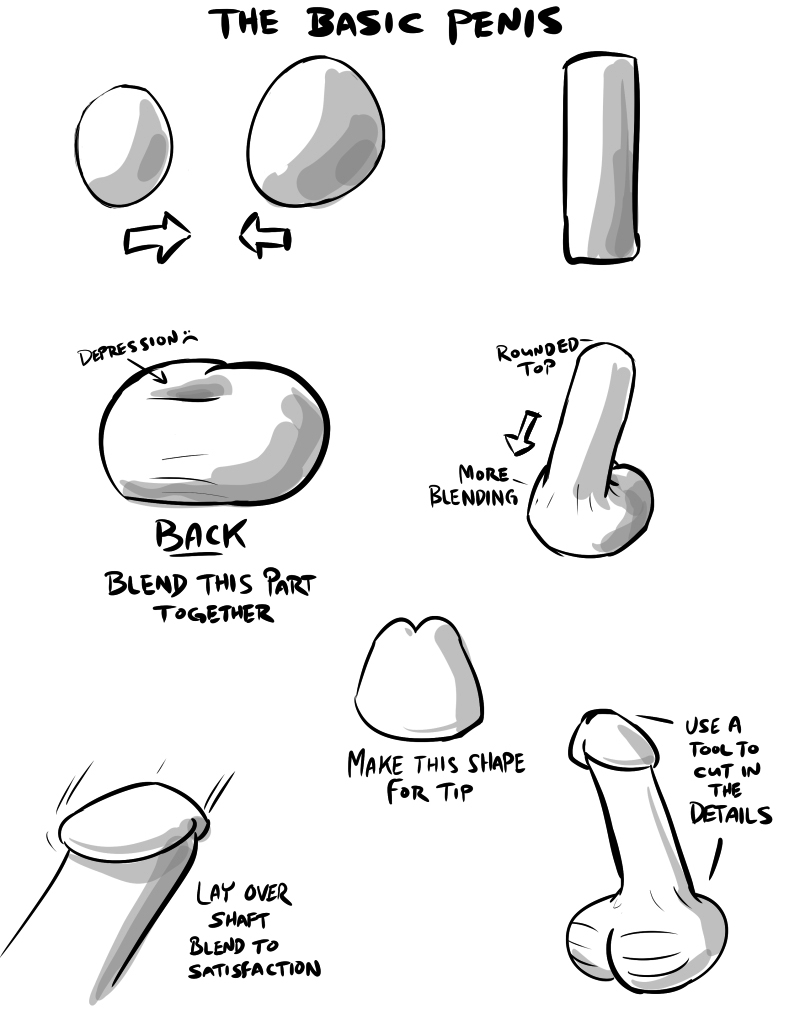 THE BASIC PENIS
DEPRESSION :(
ROUNDED
TOP
MORE
BLENDING
BACK
BLEND THIS PART
TOGETHER
MAKE THIS SHAPE
FOR TIP
USE A
TOOL TO
CUT IN
THE
DETAILS
LAY OVER
SHAFT
BLEND TO
SATISFACTION